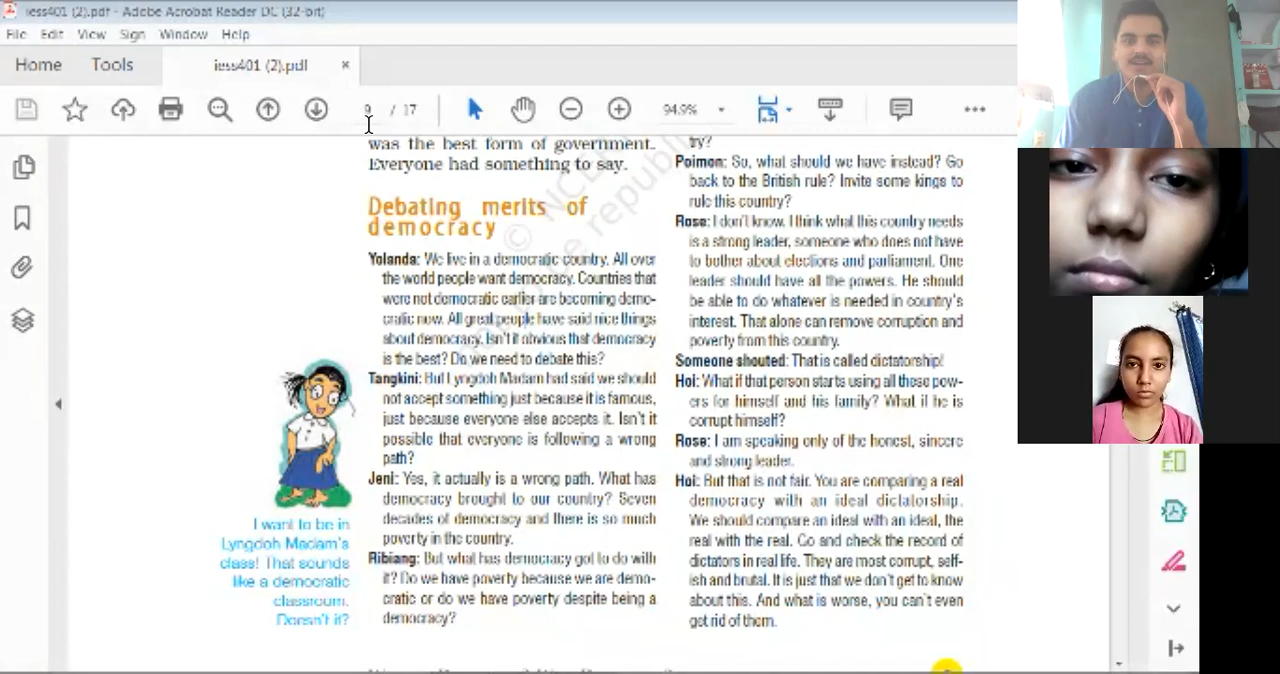 iess401 (2).pdf - Adobe Acrobat Reader DC (32-bit)
File Edit View Sign Window Help
Home Tools iess401 (2).pdf ×
9 / 17 94.9%
was the best form of government.
Everyone had something to say.
Debating merits of
democracy
Yolanda: We live in a democratic country. All over
the world people want democracy. Countries that
were not democratic earlier are becoming demo-
cratic now. All great people have said nice things
about democracy. Isn't it obvious that democracy
is the best? Do we need to debate this?
Tangkini: But Lyngdoh Madam had said we should
not accept something just because it is famous,
just because everyone else accepts it. Isn't it
possible that everyone is following a wrong
path?
Jeni: Yes, it actually is a wrong path. What has
democracy brought to our country? Seven
decades of democracy and there is so much
poverty in the country.
Ribiang: But what has democracy got to do with
it? Do we have poverty because we are demo-
cratic or do we have poverty despite being a
democracy?
I want to be in
Lyngdoh Madam's
class! That sounds
like a democratic
classroom.
Doesn't it?
try?
Poimon: So, what should we have instead? Go
back to the British rule? Invite some kings to
rule this country?
Rose: I don't know. I think what this country needs
is a strong leader, someone who does not have
to bother about elections and parliament. One
leader should have all the powers. He should
be able to do whatever is needed in country's
interest. That alone can remove corruption and
poverty from this country.
Someone shouted: That is called dictatorship!
Hoi: What if that person starts using all these pow-
ers for himself and his family? What if he is
corrupt himself?
Rose: I am speaking only of the honest, sincere
and strong leader.
Hoi: But that is not fair. You are comparing a real
democracy with an ideal dictatorship.
We should compare an ideal with an ideal, the
real with the real. Go and check the record of
dictators in real life. They are most corrupt, self-
ish and brutal. It is just that we don't get to know
about this. And what is worse, you can't even
get rid of them.